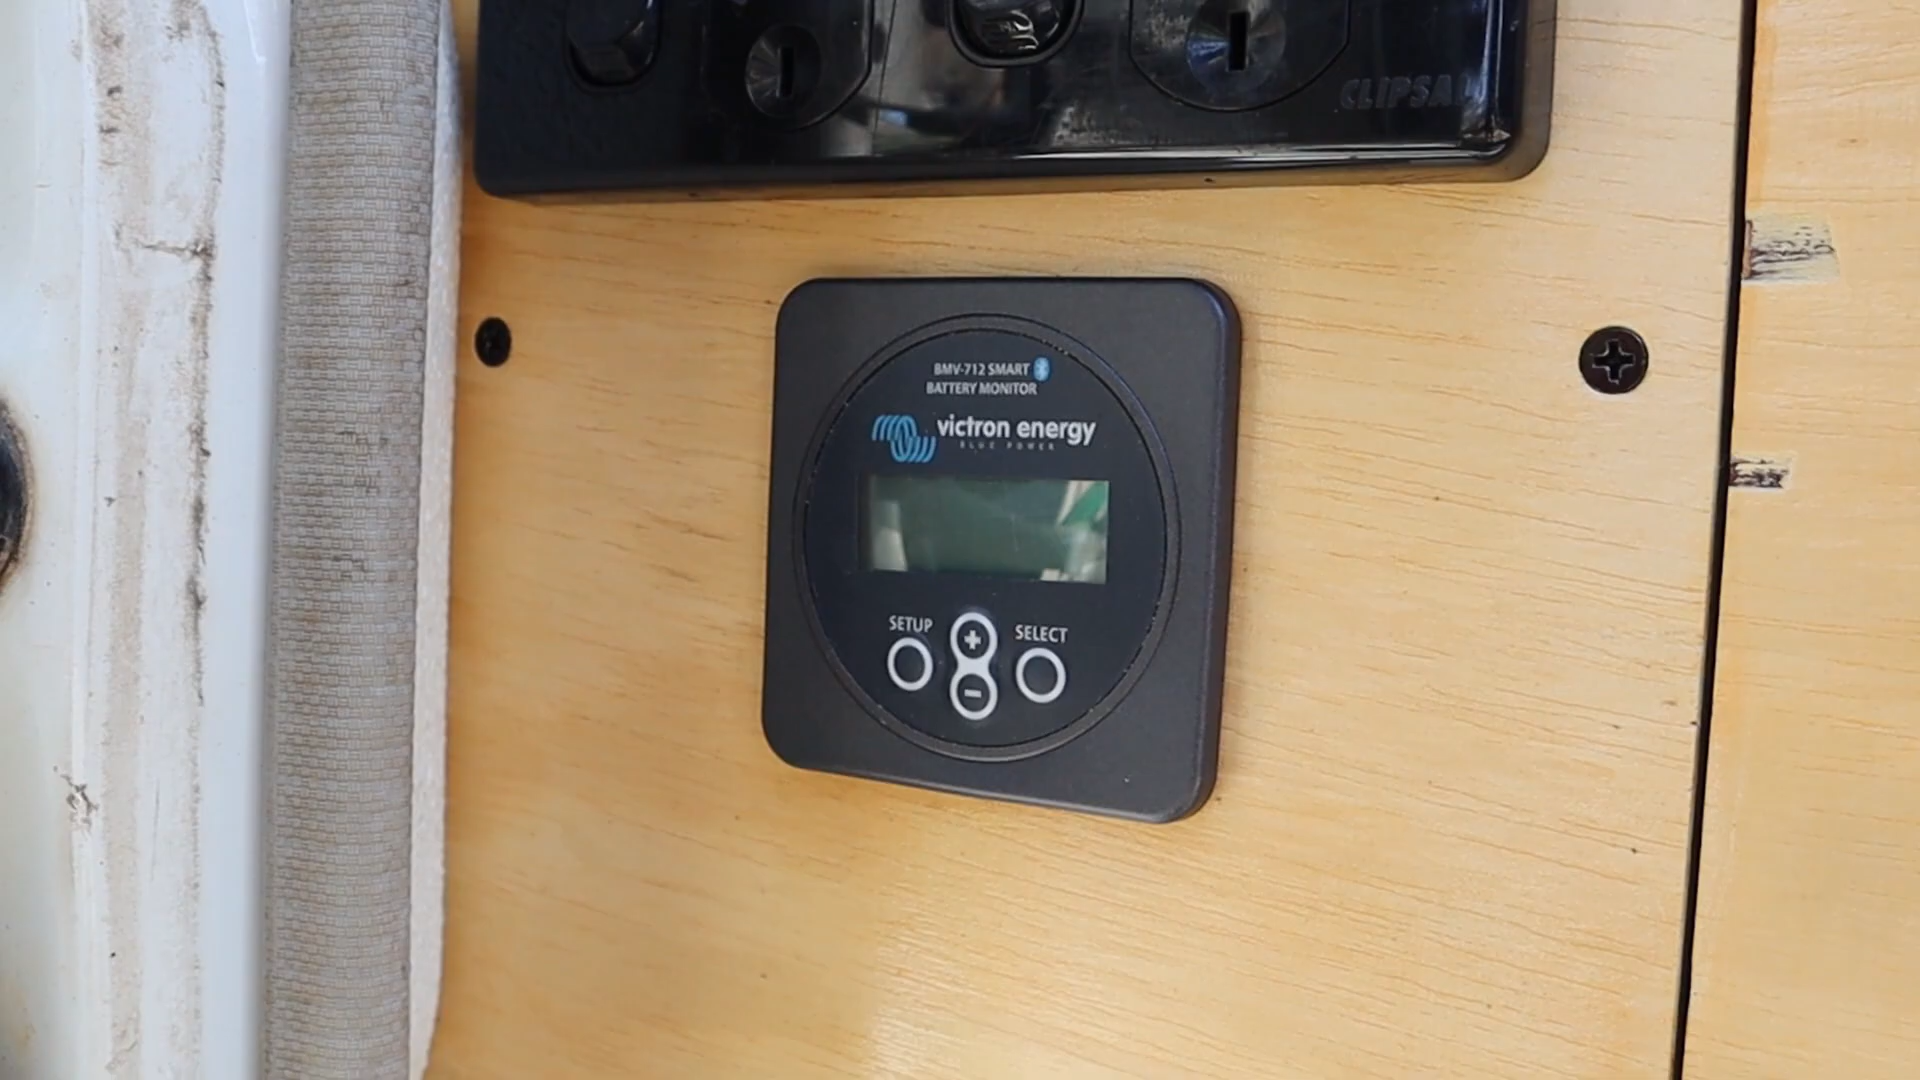 CLIPSAL
BMV-712 SMART
BATTERY MONITOR
victron energy
BLUE POWER
SETUP
+
SELECT
-